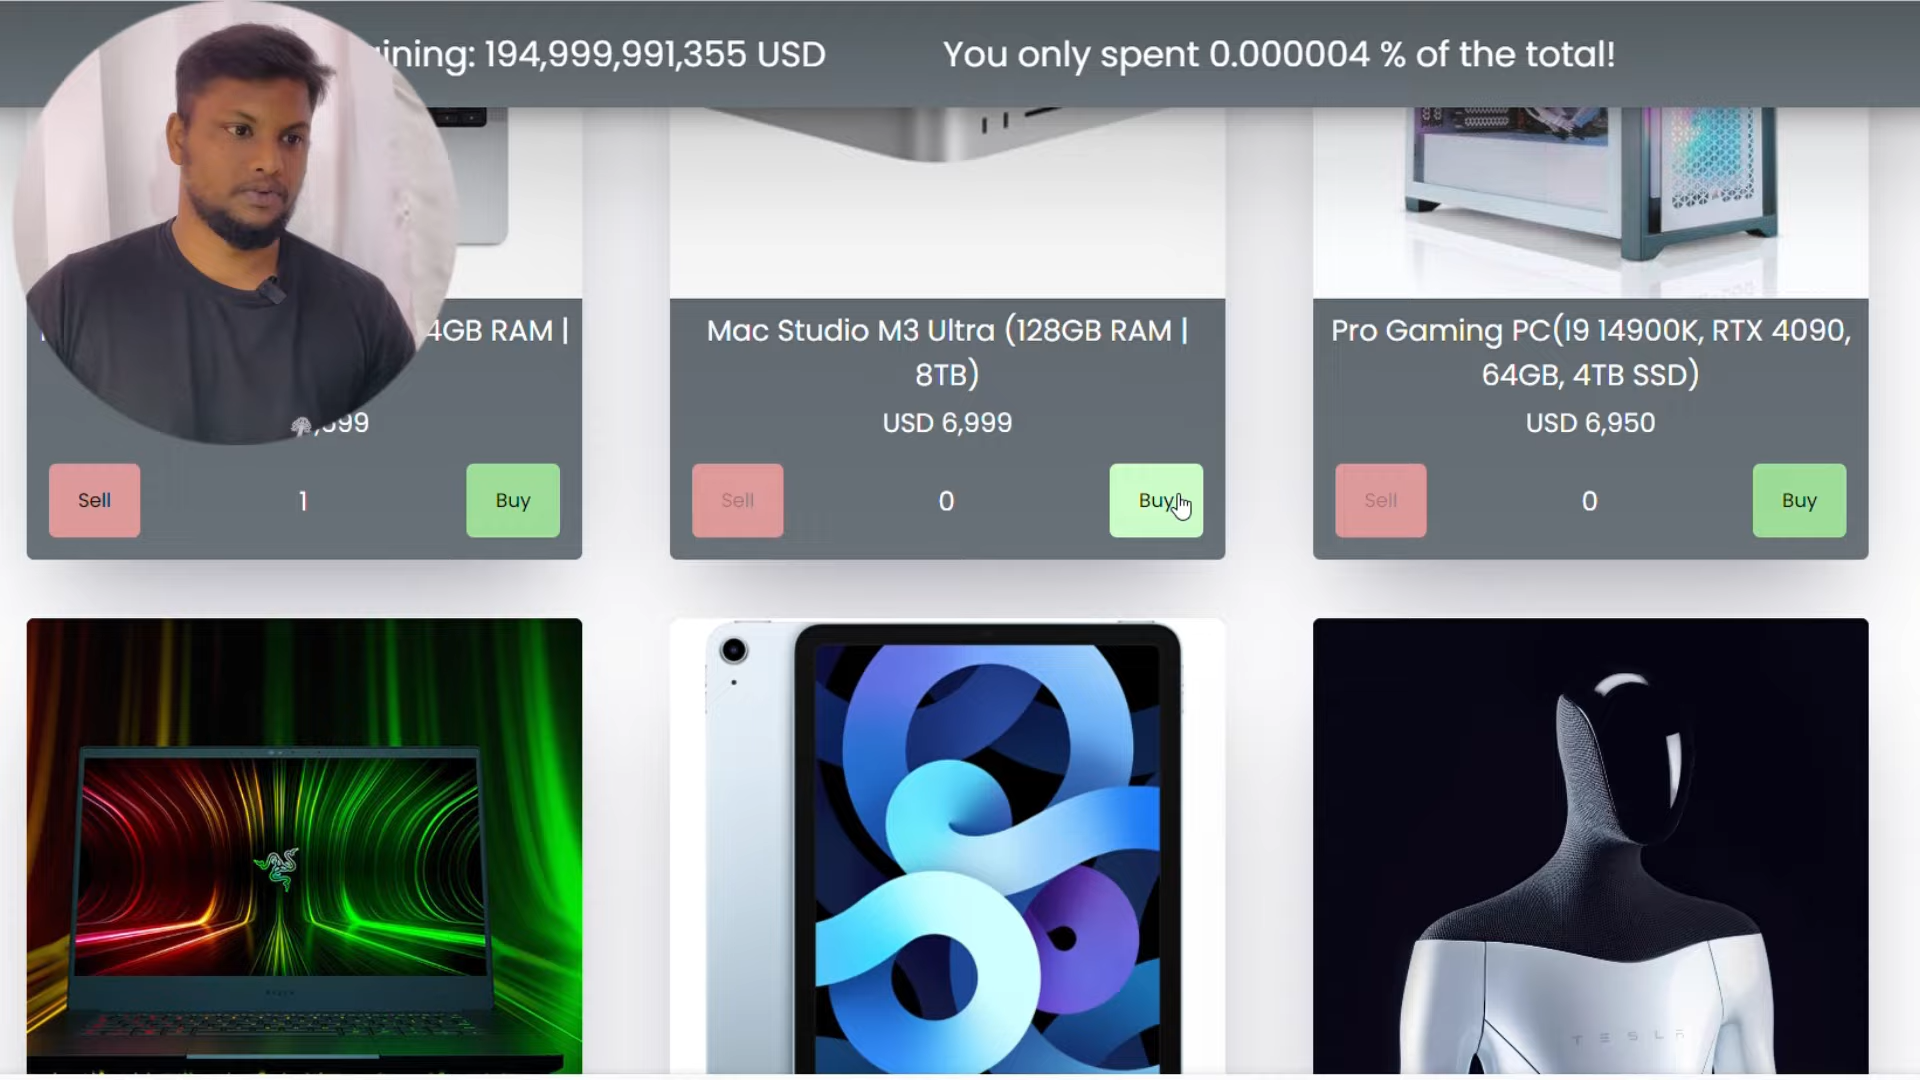 ining: 194,999,991,355 USD
You only spent 0.000004 % of the total!
4GB RAM |
,599
Sell
1
Buy
Mac Studio M3 Ultra (128GB RAM |
8TB)
USD 6,999
Sell
0
Buy
Pro Gaming PC(I9 14900K, RTX 4090,
64GB, 4TB SSD)
USD 6,950
Sell
0
Buy
TESLA